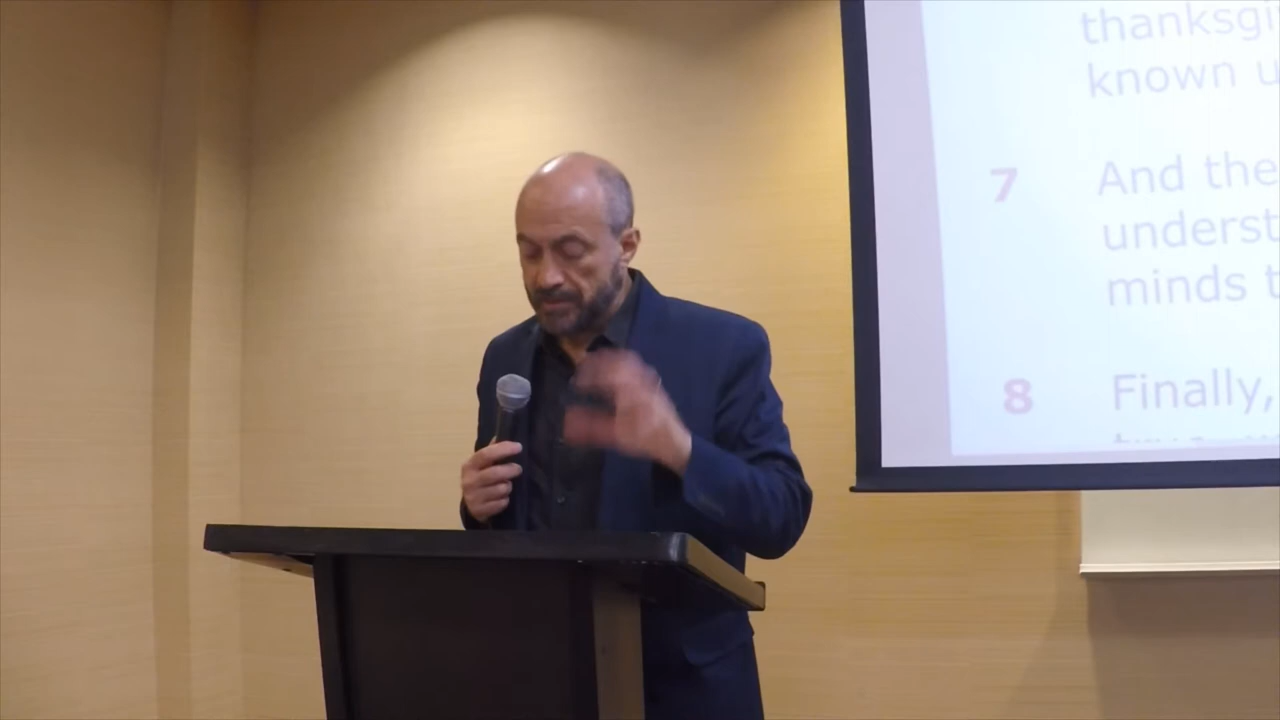 thanksgi
known u
7 And the
underst
minds t
8 Finally,